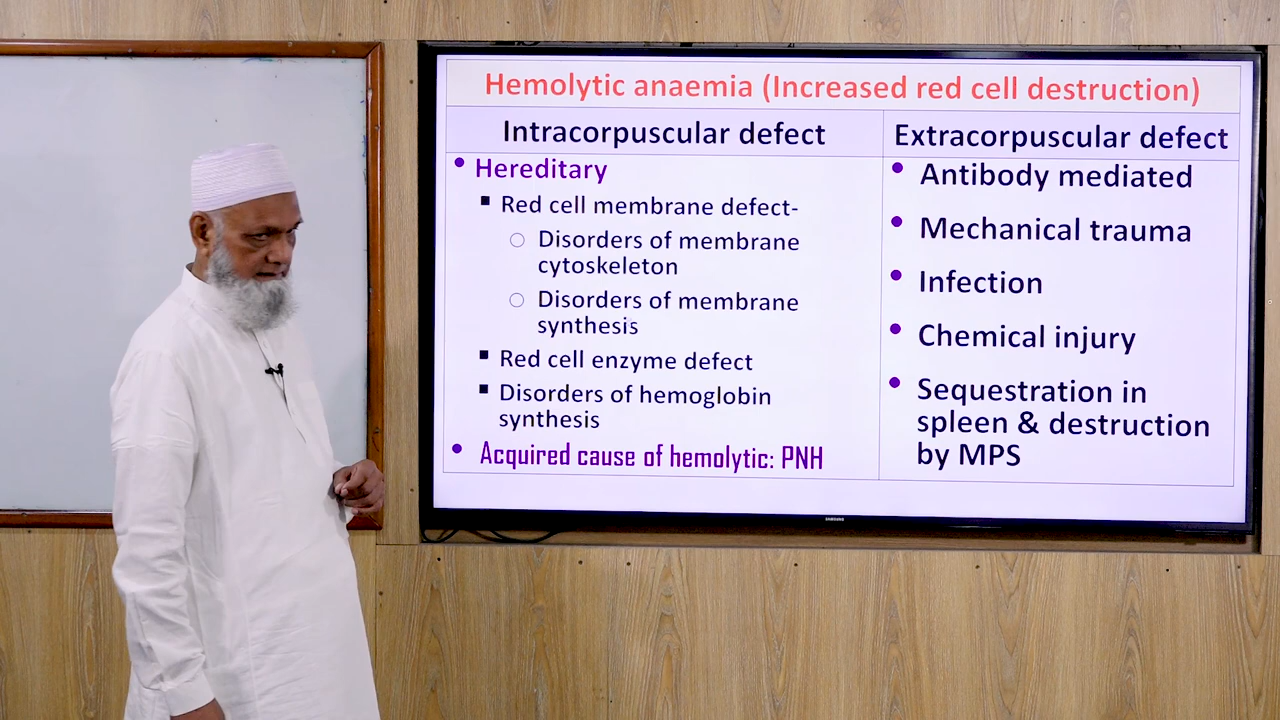 Hemolytic anaemia (Increased red cell destruction)
Intracorpuscular defect
• Hereditary
▪ Red cell membrane defect-
○ Disorders of membrane
cytoskeleton
○ Disorders of membrane
synthesis
▪ Red cell enzyme defect
▪ Disorders of hemoglobin
synthesis
• Acquired cause of hemolytic: PNH
Extracorpuscular defect
• Antibody mediated
• Mechanical trauma
• Infection
• Chemical injury
• Sequestration in
spleen & destruction
by MPS
SAMSUNG